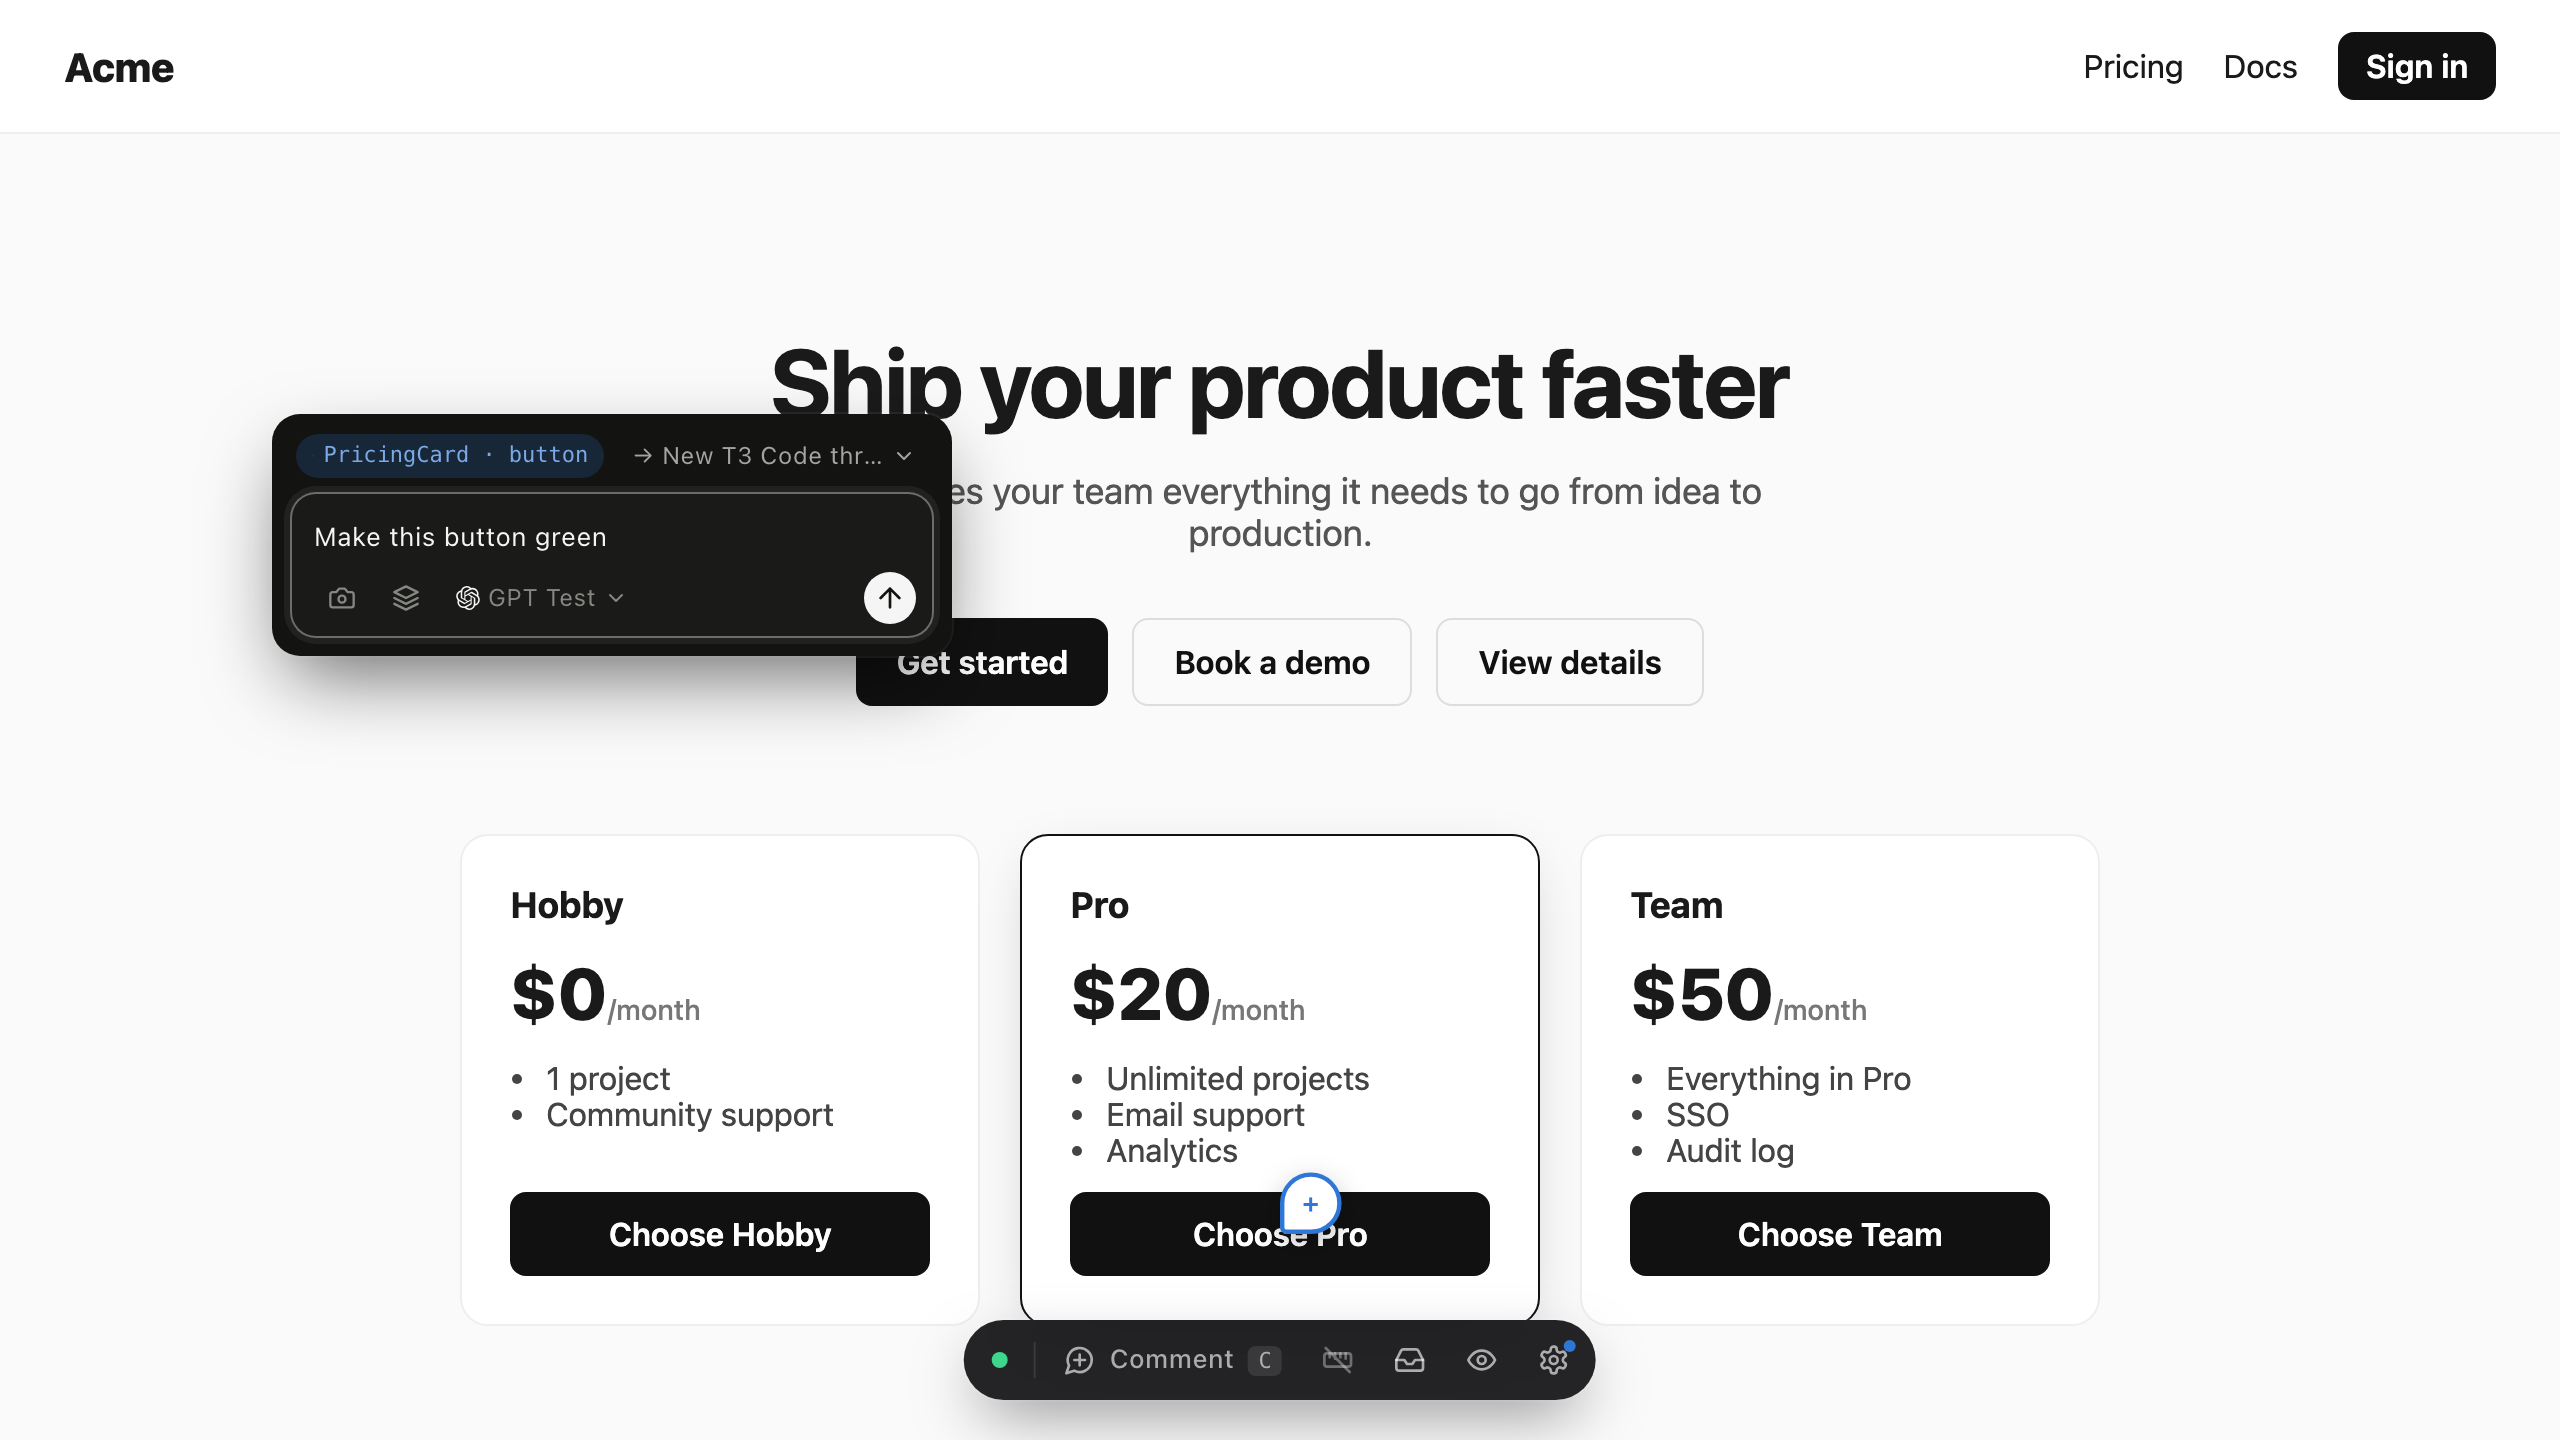 Acme
Pricing
Docs
Sign in
Ship your product faster
PricingCard · button
→ New T3 Code thr...
es your team everything it needs to go from idea to
production.
Make this button green
GPT Test
Get started
Book a demo
View details
Hobby
$0/month
• 1 project
• Community support
Choose Hobby
Pro
$20/month
• Unlimited projects
• Email support
• Analytics
Choose Pro
Team
$50/month
• Everything in Pro
• SSO
• Audit log
Choose Team
Comment C